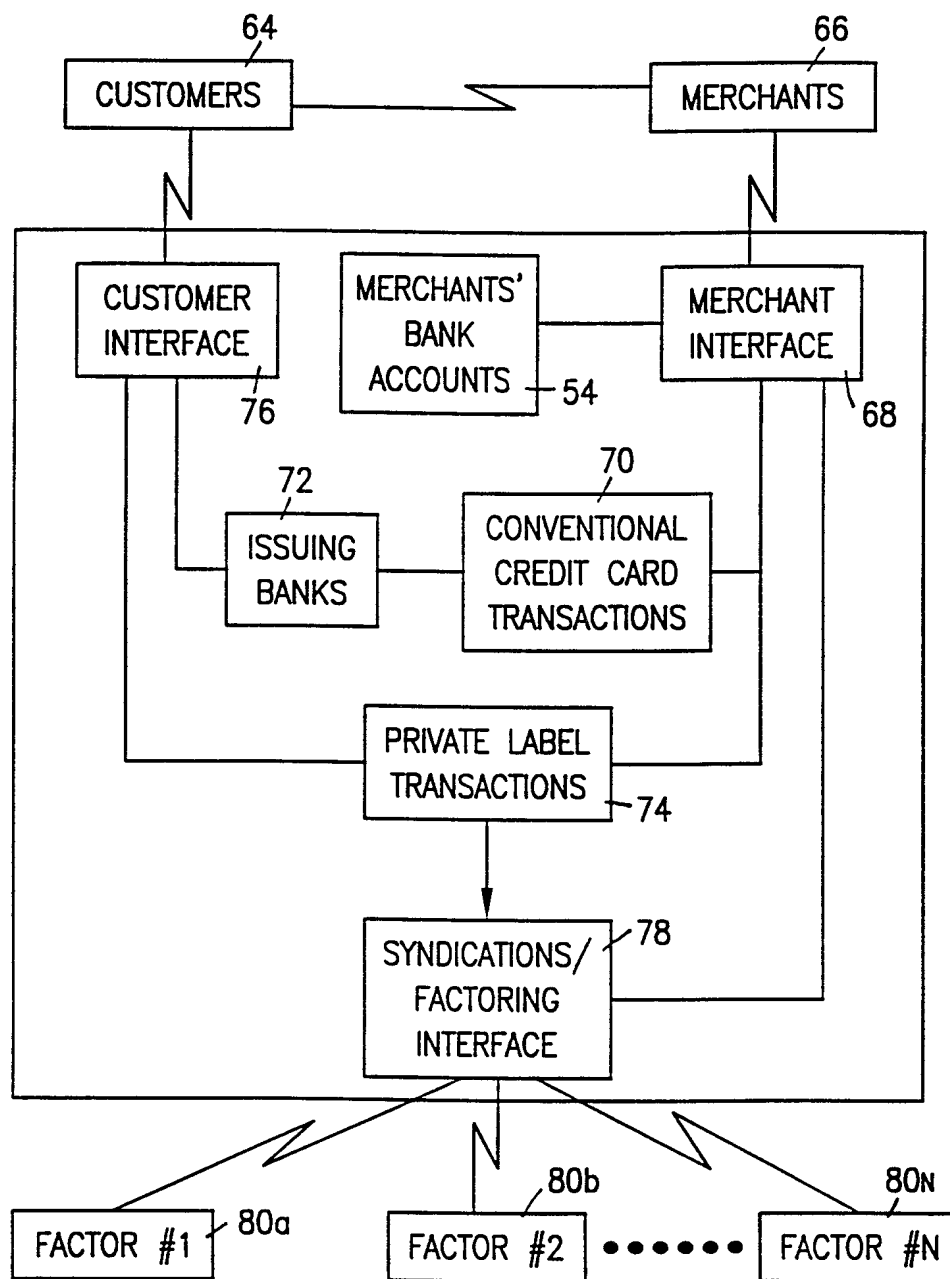 64
66
CUSTOMERS
MERCHANTS
CUSTOMER
INTERFACE
76
MERCHANTS'
BANK
ACCOUNTS
54
MERCHANT
INTERFACE
68
72
70
ISSUING
BANKS
CONVENTIONAL
CREDIT CARD
TRANSACTIONS
PRIVATE LABEL
TRANSACTIONS
74
SYNDICATIONS/
FACTORING
INTERFACE
78
80a
80b
80N
FACTOR #1
FACTOR #2
FACTOR #N